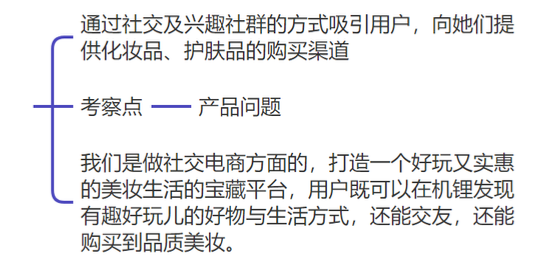 通过社交及兴趣社群的方式吸引用户，向她们提
供化妆品、护肤品的购买渠道
考察点 产品问题
我们是做社交电商方面的，打造一个好玩又实惠
的美妆生活的宝藏平台，用户既可以在机锂发现
有趣好玩儿的好物与生活方式，还能交友，还能
购买到品质美妆。